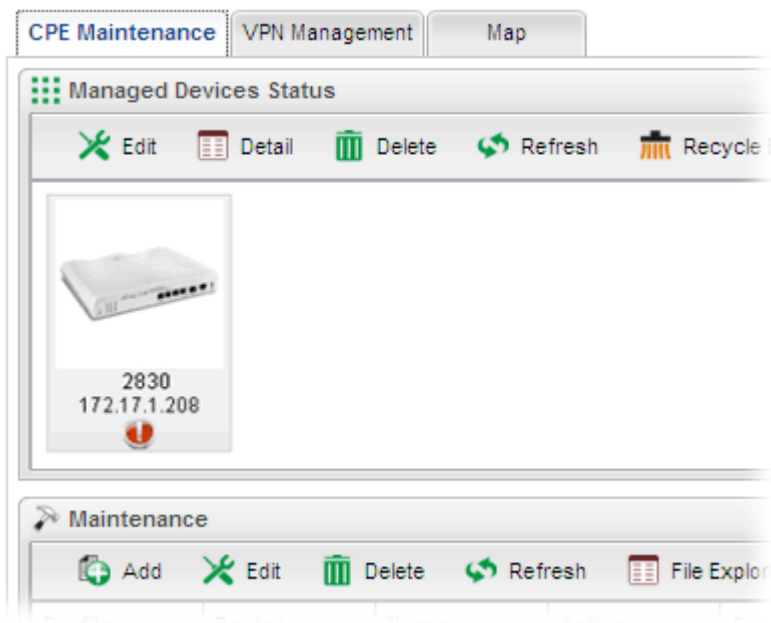 CPE Maintenance VPN Management Map
Managed Devices Status
Edit Detail Delete Refresh Recycle
2830
172.17.1.208
Maintenance
Add Edit Delete Refresh File Explor